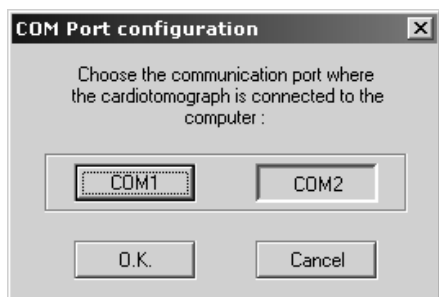 COM Port configuration
Choose the communication port where
the cardiotomograph is connected to the
computer :
COM1 COM2
O.K. Cancel